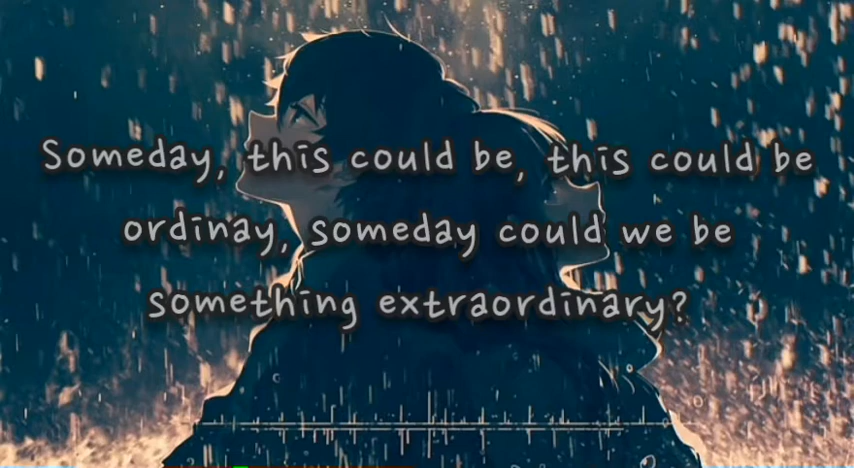 Someday, this could be, this could be
ordinay, someday could we be
something extraordinary?